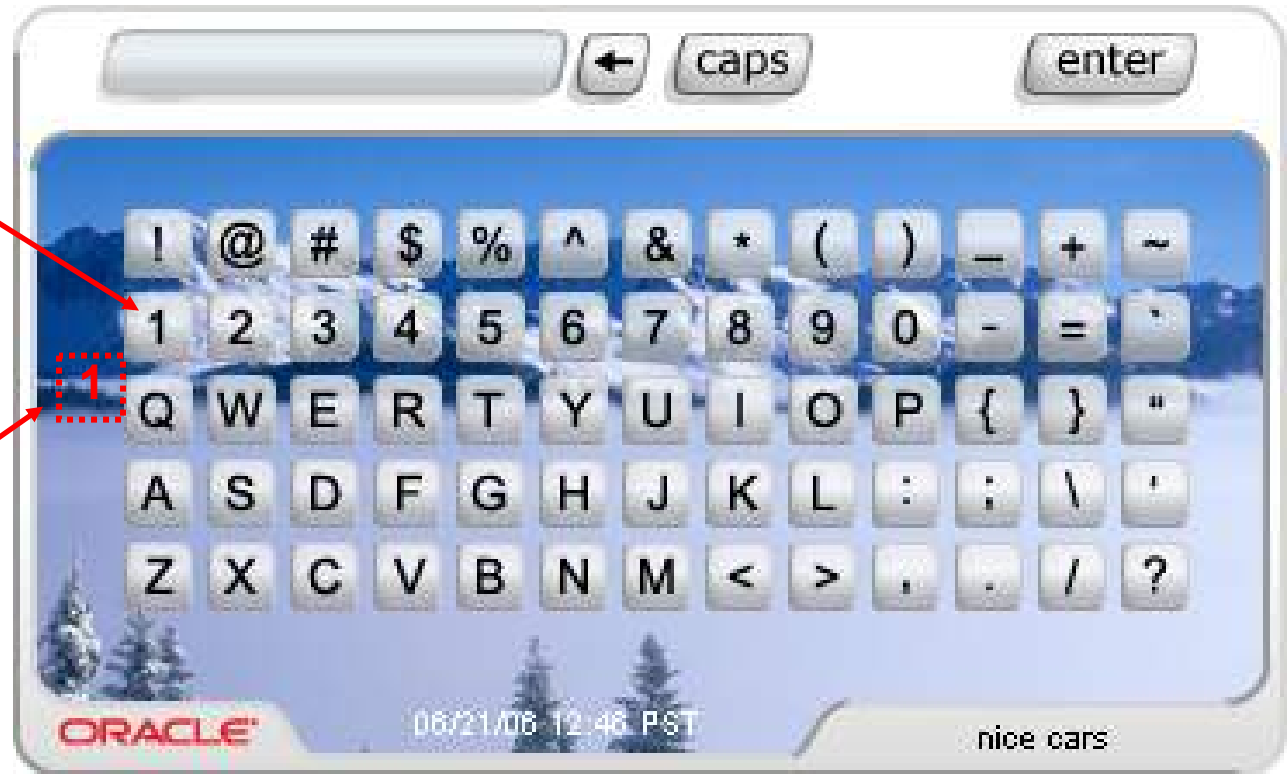 ← caps enter
! @ # $ % ^ & * ( ) _ + ~
1 2 3 4 5 6 7 8 9 0 - = `
1
Q W E R T Y U I O P { } "
A S D F G H J K L : ; \ '
Z X C V B N M < > , . / ?
ORACLE 06/21/06 12:46 PST nice cars